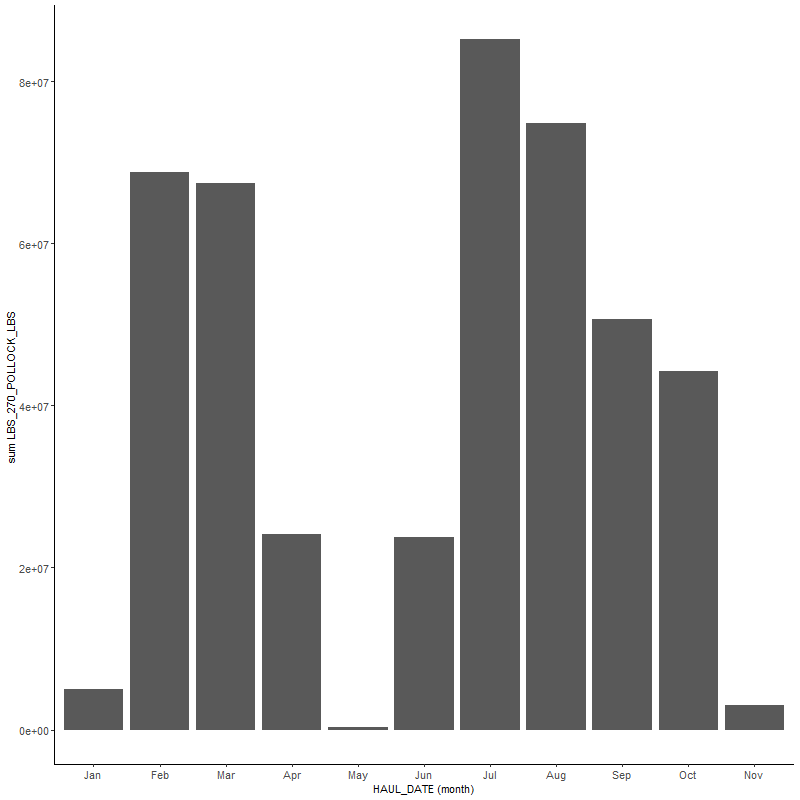 sum LBS_270_POLLOCK_LBS
8e+07
6e+07
4e+07
2e+07
0e+00
Jan Feb Mar Apr May Jun Jul Aug Sep Oct Nov
HAUL_DATE (month)